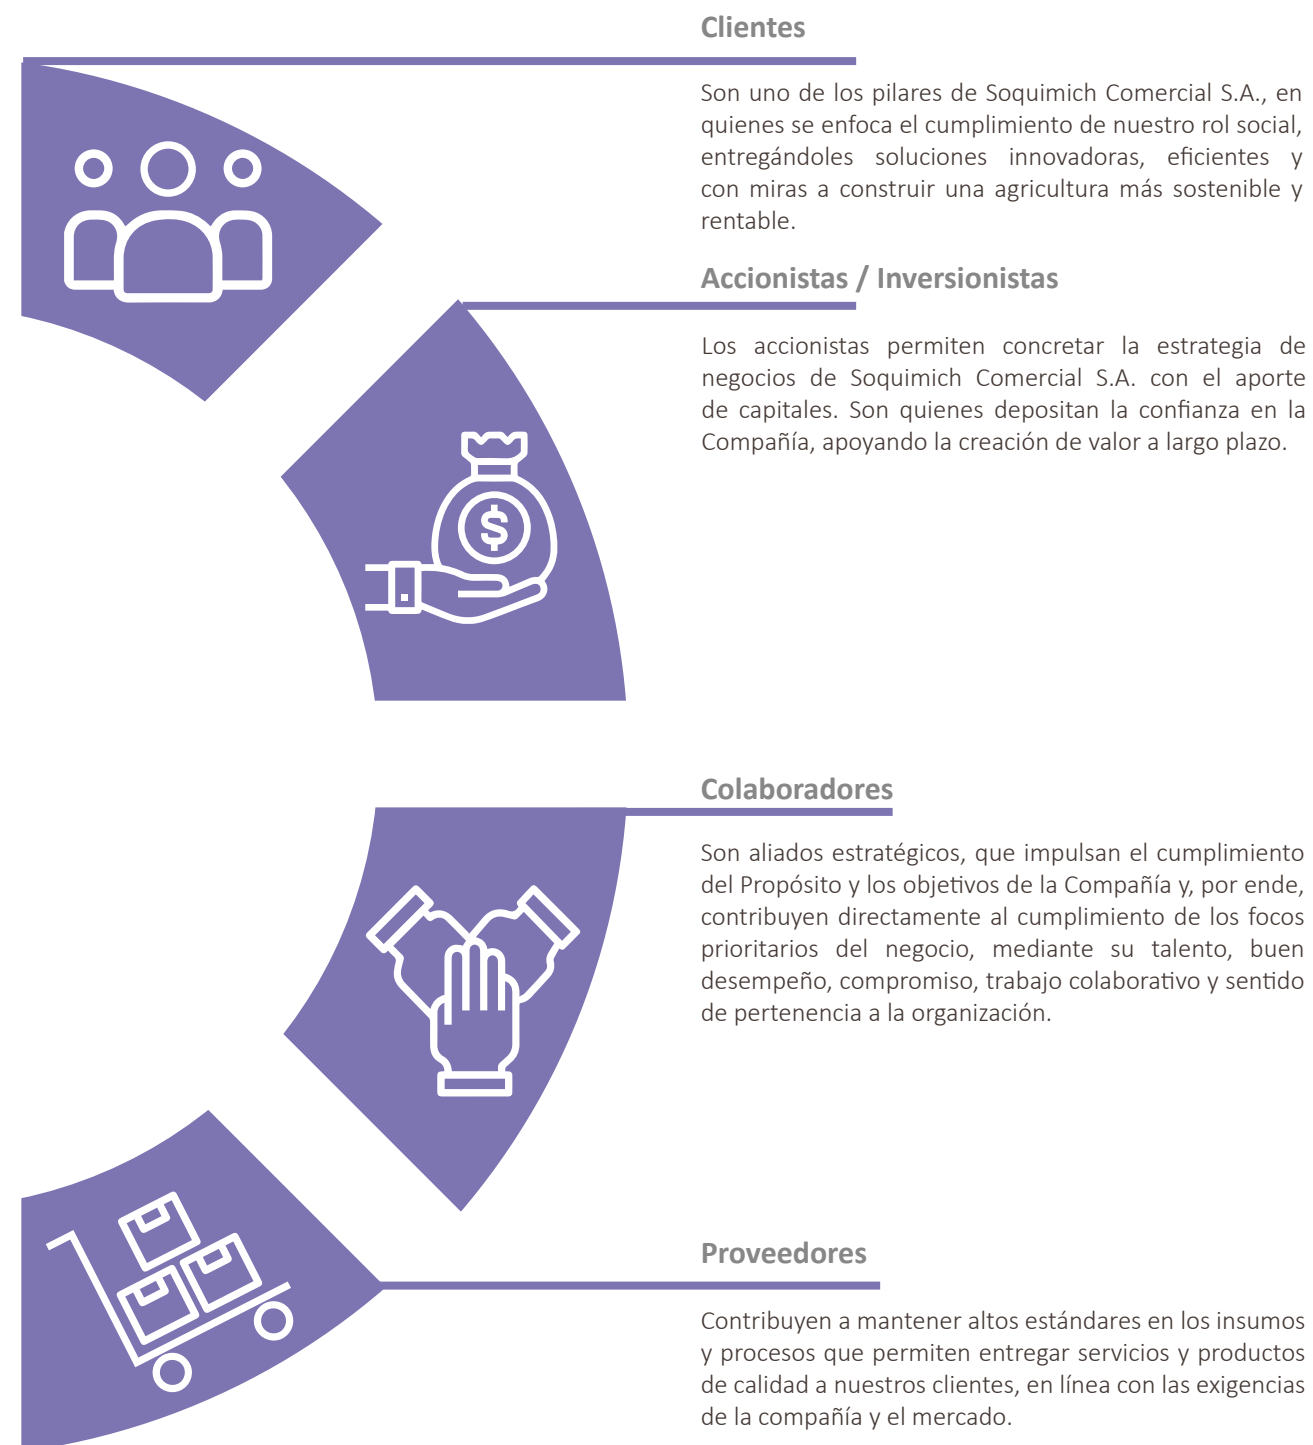 Clientes
Son uno de los pilares de Soquimich Comercial S.A., en
quienes se enfoca el cumplimiento de nuestro rol social,
entregándoles soluciones innovadoras, eficientes y
con miras a construir una agricultura más sostenible y
rentable.
Accionistas / Inversionistas
Los accionistas permiten concretar la estrategia de
negocios de Soquimich Comercial S.A. con el aporte
de capitales. Son quienes depositan la confianza en la
Compañía, apoyando la creación de valor a largo plazo.
$
Colaboradores
Son aliados estratégicos, que impulsan el cumplimiento
del Propósito y los objetivos de la Compañía y, por ende,
contribuyen directamente al cumplimiento de los focos
prioritarios del negocio, mediante su talento, buen
desempeño, compromiso, trabajo colaborativo y sentido
de pertenencia a la organización.
Proveedores
Contribuyen a mantener altos estándares en los insumos
y procesos que permiten entregar servicios y productos
de calidad a nuestros clientes, en línea con las exigencias
de la compañía y el mercado.